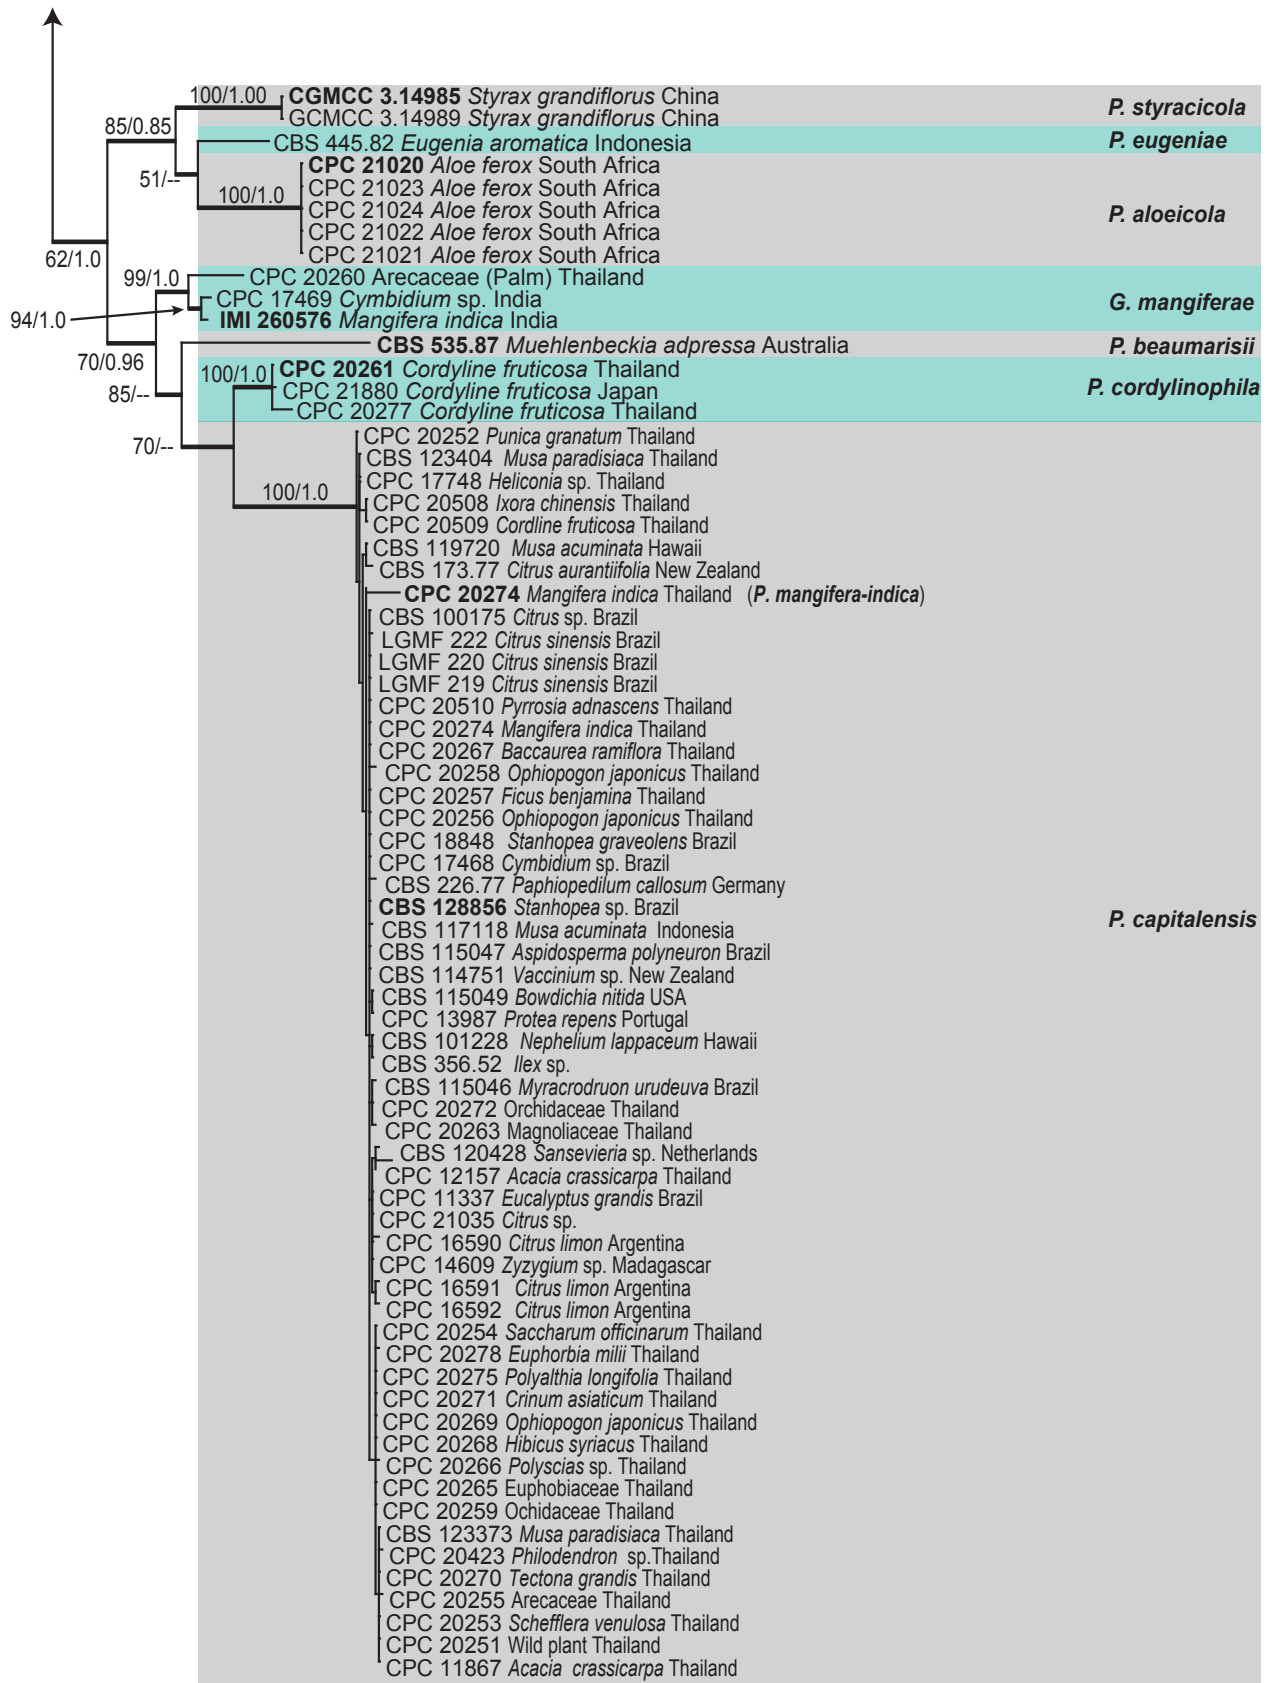 100/1.00
CGMCC 3.14985 Styrax grandiflorus China
GCMCC 3.14989 Styrax grandiflorus China
P. styracicola
85/0.85
CBS 445.82 Eugenia aromatica Indonesia
P. eugeniae
51/--
CPC 21020 Aloe ferox South Africa
100/1.0
CPC 21023 Aloe ferox South Africa
CPC 21024 Aloe ferox South Africa
CPC 21022 Aloe ferox South Africa
CPC 21021 Aloe ferox South Africa
P. aloeicola
62/1.0
99/1.0
CPC 20260 Arecaceae (Palm) Thailand
CPC 17469 Cymbidium sp. India
94/1.0
IMI 260576 Mangifera indica India
G. mangiferae
70/0.96
CBS 535.87 Muehlenbeckia adpressa Australia
P. beaumarisii
85/--
100/1.0
CPC 20261 Cordyline fruticosa Thailand
CPC 21880 Cordyline fruticosa Japan
CPC 20277 Cordyline fruticosa Thailand
P. cordylinophila
70/--
100/1.0
CPC 20252 Punica granatum Thailand
CBS 123404 Musa paradisiaca Thailand
CPC 17748 Heliconia sp. Thailand
CPC 20508 Ixora chinensis Thailand
CPC 20509 Cordline fruticosa Thailand
CBS 119720 Musa acuminata Hawaii
CBS 173.77 Citrus aurantiifolia New Zealand
CPC 20274 Mangifera indica Thailand (P. mangifera-indica)
CBS 100175 Citrus sp. Brazil
LGMF 222 Citrus sinensis Brazil
LGMF 220 Citrus sinensis Brazil
LGMF 219 Citrus sinensis Brazil
CPC 20510 Pyrrosia adnascens Thailand
CPC 20274 Mangifera indica Thailand
CPC 20267 Baccaurea ramiflora Thailand
CPC 20258 Ophiopogon japonicus Thailand
CPC 20257 Ficus benjamina Thailand
CPC 20256 Ophiopogon japonicus Thailand
CPC 18848 Stanhopea graveolens Brazil
CPC 17468 Cymbidium sp. Brazil
CBS 226.77 Paphiopedilum callosum Germany
CBS 128856 Stanhopea sp. Brazil
P. capitalensis
CBS 117118 Musa acuminata Indonesia
CBS 115047 Aspidosperma polyneuron Brazil
CBS 114751 Vaccinium sp. New Zealand
CBS 115049 Bowdichia nitida USA
CPC 13987 Protea repens Portugal
CBS 101228 Nephelium lappaceum Hawaii
CBS 356.52 Ilex sp.
CBS 115046 Myracrodruon urudeuva Brazil
CPC 20272 Orchidaceae Thailand
CPC 20263 Magnoliaceae Thailand
CBS 120428 Sansevieria sp. Netherlands
CPC 12157 Acacia crassicarpa Thailand
CPC 11337 Eucalyptus grandis Brazil
CPC 21035 Citrus sp.
CPC 16590 Citrus limon Argentina
CPC 14609 Zyzygium sp. Madagascar
CPC 16591 Citrus limon Argentina
CPC 16592 Citrus limon Argentina
CPC 20254 Saccharum officinarum Thailand
CPC 20278 Euphorbia milii Thailand
CPC 20275 Polyalthia longifolia Thailand
CPC 20271 Crinum asiaticum Thailand
CPC 20269 Ophiopogon japonicus Thailand
CPC 20268 Hibicus syriacus Thailand
CPC 20266 Polyscias sp. Thailand
CPC 20265 Euphobiaceae Thailand
CPC 20259 Ochidaceae Thailand
CBS 123373 Musa paradisiaca Thailand
CPC 20423 Philodendron sp.Thailand
CPC 20270 Tectona grandis Thailand
CPC 20255 Arecaceae Thailand
CPC 20253 Schefflera venulosa Thailand
CPC 20251 Wild plant Thailand
CPC 11867 Acacia crassicarpa Thailand